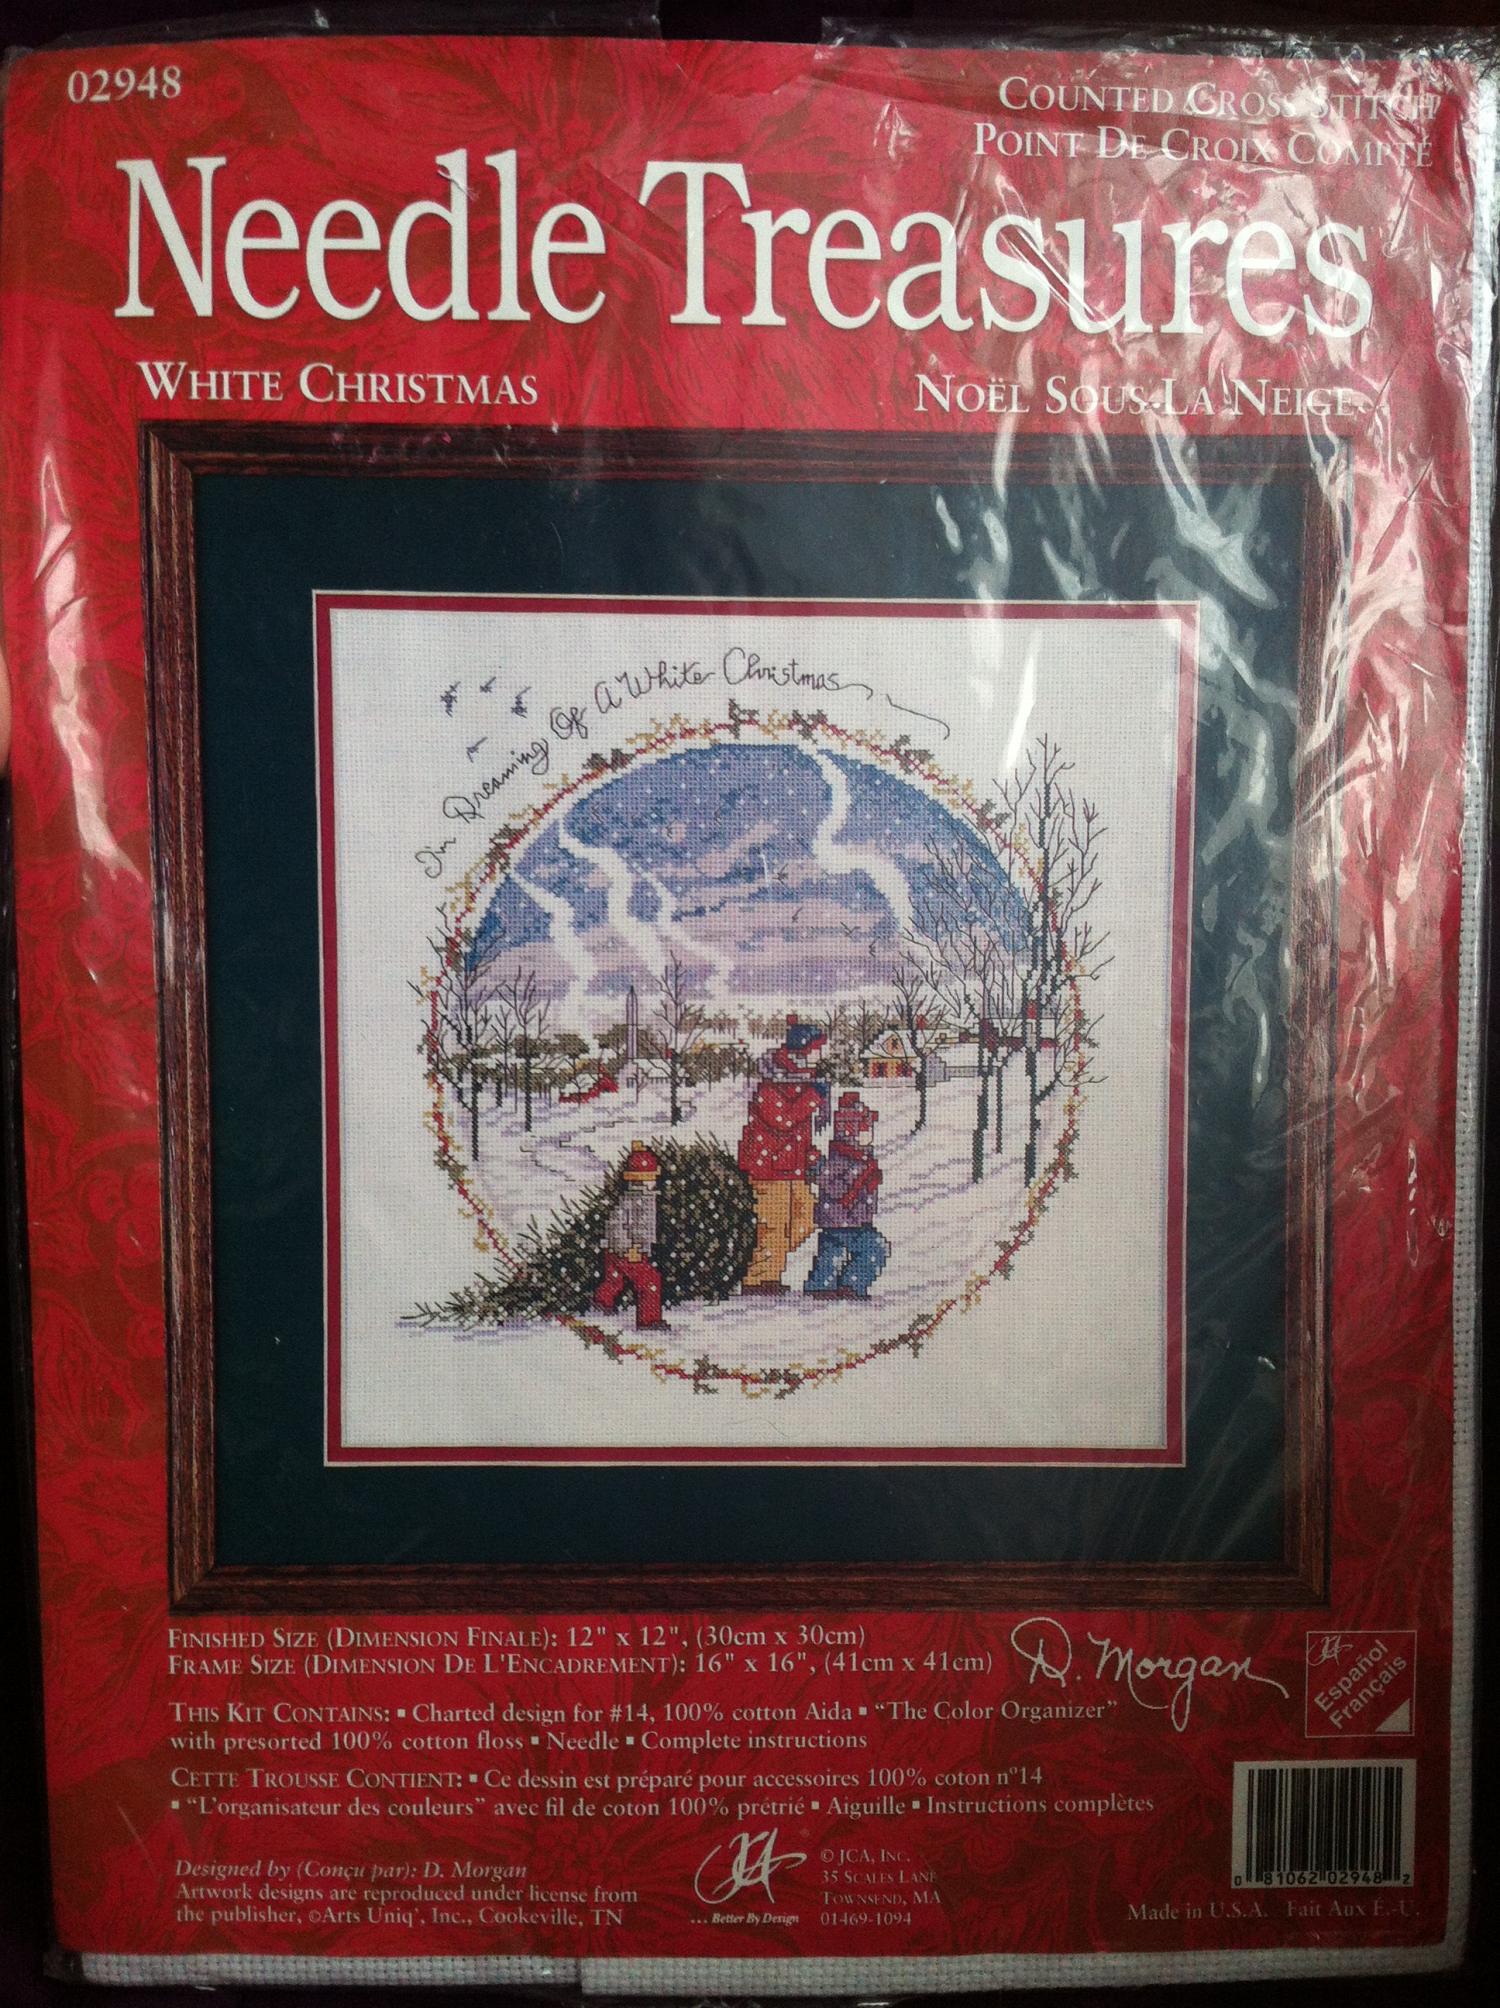 02948
COUNTED CROSS STITCH
POINT DE CROIX COMPTÉ
Needle Treasures
WHITE CHRISTMAS
NOËL SOUS LA NEIGE
I'm Dreaming Of A White Christmas
FINISHED SIZE (DIMENSION FINALE): 12" x 12", (30cm x 30cm)
FRAME SIZE (DIMENSION DE L'ENCADREMENT): 16" x 16", (41cm x 41cm)
D. Morgan
Español
Français
THIS KIT CONTAINS: ▪ Charted design for #14, 100% cotton Aida ▪ “The Color Organizer”
with presorted 100% cotton floss ▪ Needle ▪ Complete instructions
CETTE TROUSSE CONTIENT: ▪ Ce dessin est préparé pour accessoires 100% coton nº14
▪ “L'organisateur des couleurs” avec fil de coton 100% prétrié ▪ Aiguille ▪ Instructions complètes
Designed by (Conçu par): D. Morgan
Artwork designs are reproduced under license from
the publisher, ©Arts Uniq', Inc., Cookeville, TN
JCA
... Better By Design
© JCA, INC.
35 SCALES LANE
TOWNSEND, MA
01469-1094
0 81062 02948 2
Made in U.S.A. Fait Aux É.-U.